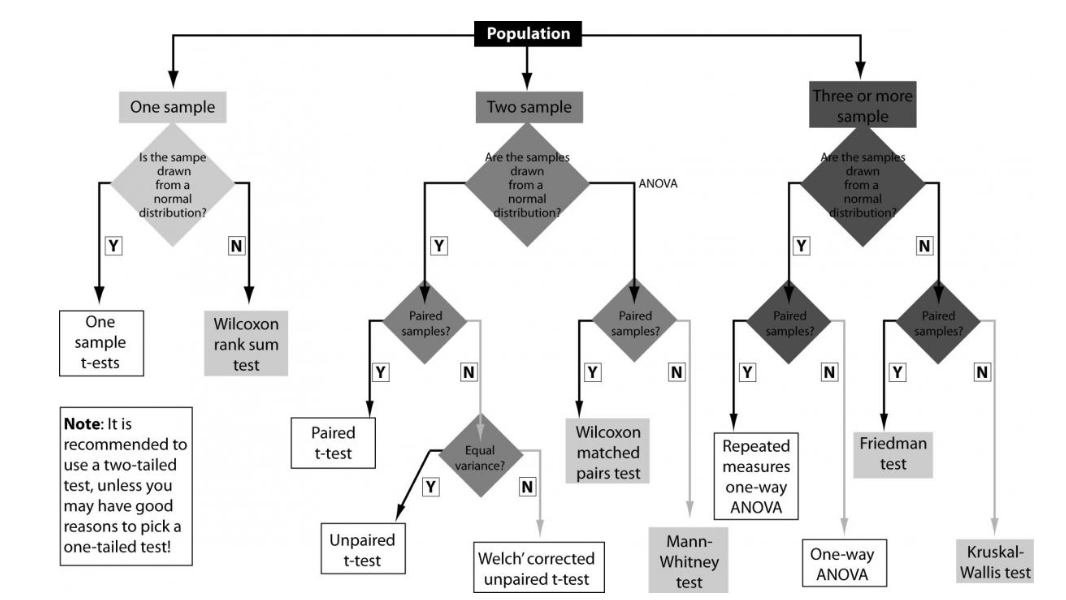 Population
One sample
Two sample
Three or more
sample
Is the sampe
drawn
from a
normal
distribution?
Are the samples
drawn
from a
normal
distribution?
ANOVA
Are the samples
drawn
from a
normal
distribution?
Y
N
Y
Y
N
One
sample
t-ests
Wilcoxon
rank sum
test
Paired
samples?
Paired
samples?
Paired
samples?
Paired
samples?
Y
N
Y
N
Y
N
Y
N
Note: It is
recommended to
use a two-tailed
test, unless you
may have good
reasons to pick a
one-tailed test!
Paired
t-test
Equal
variance?
Wilcoxon
matched
pairs test
Repeated
measures
one-way
ANOVA
Friedman
test
Y
N
Unpaired
t-test
Welch' corrected
unpaired t-test
Mann-
Whitney
test
One-way
ANOVA
Kruskal-
Wallis test